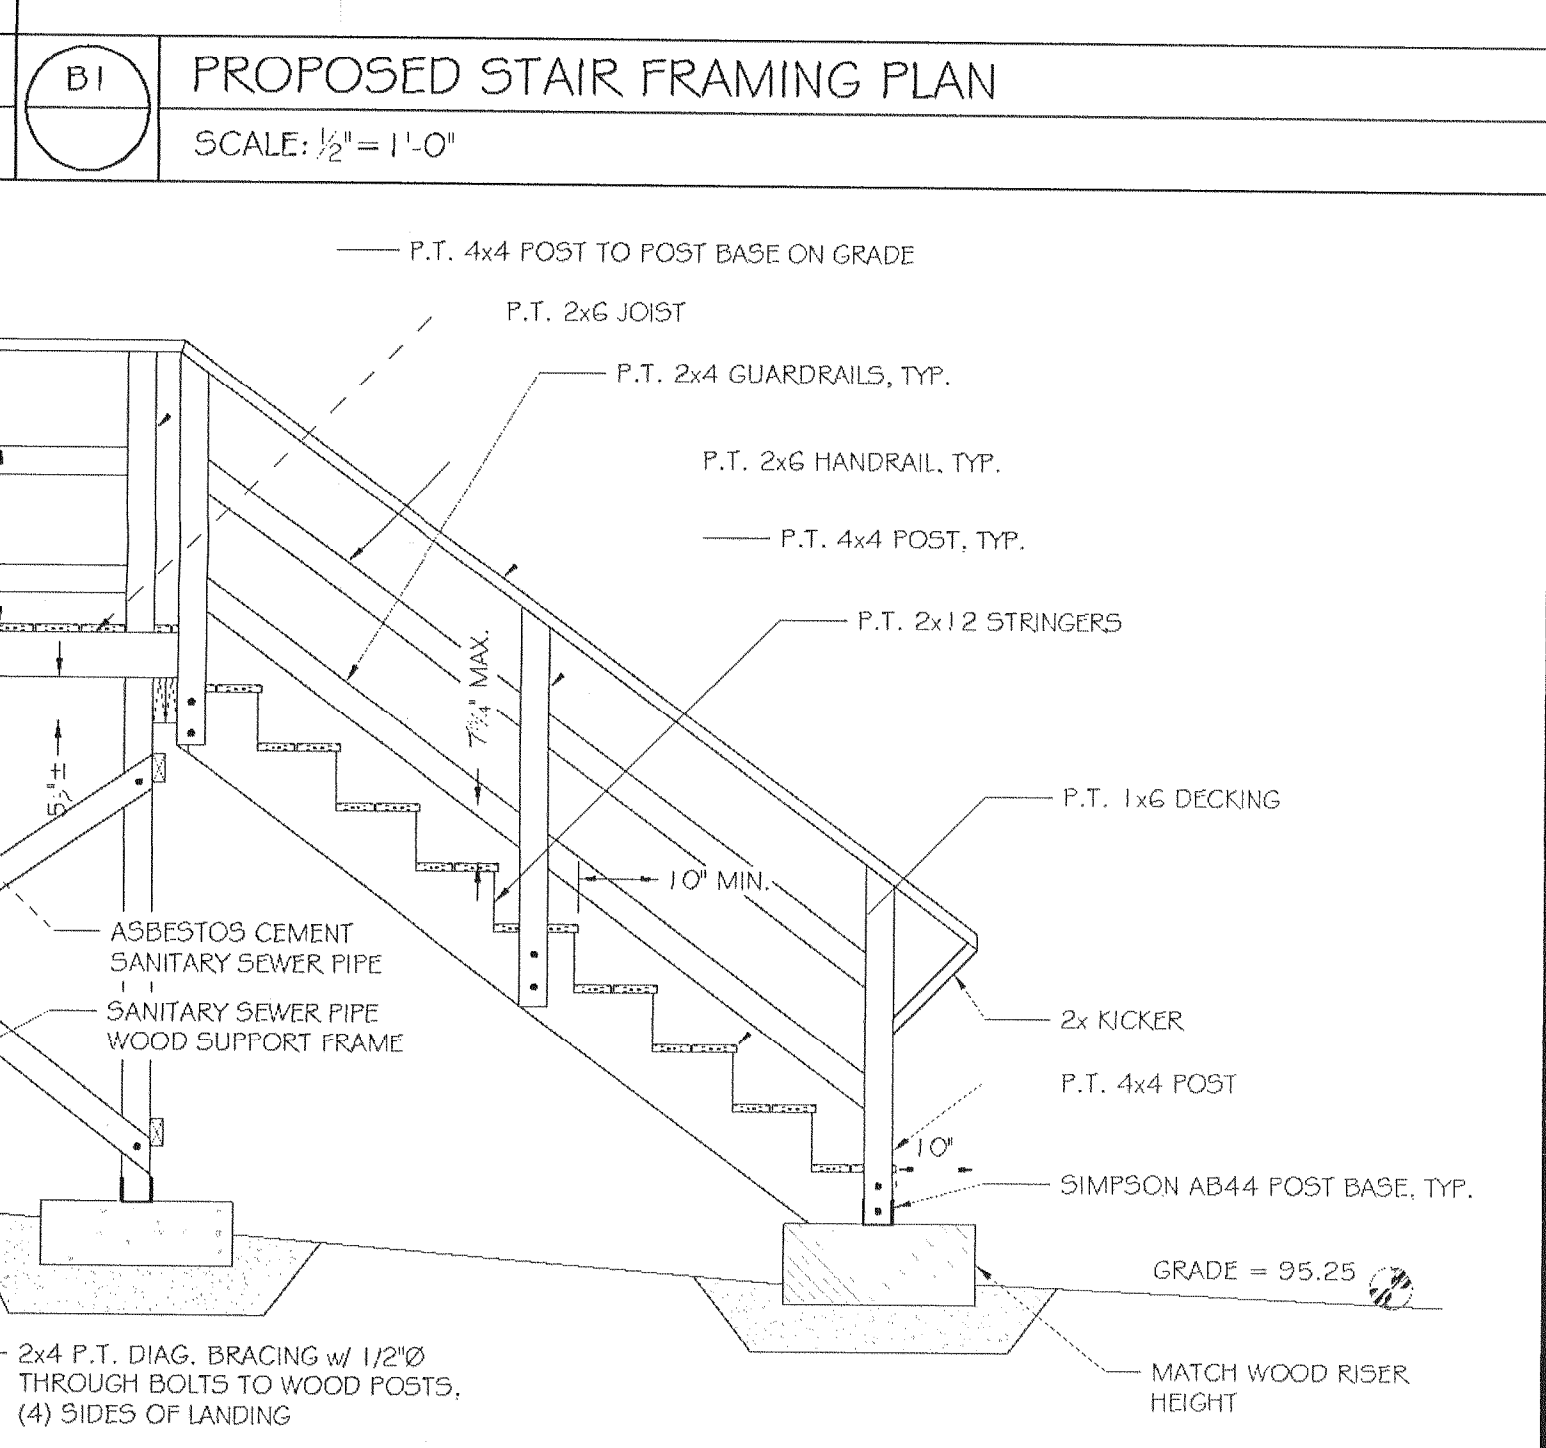 B1
PROPOSED STAIR FRAMING PLAN
SCALE: ½" = 1'-0"
P.T. 4x4 POST TO POST BASE ON GRADE
P.T. 2x6 JOIST
P.T. 2x4 GUARDRAILS, TYP.
P.T. 2x6 HANDRAIL, TYP.
P.T. 4x4 POST, TYP.
P.T. 2x12 STRINGERS
7¾" MAX.
5½"±
P.T. 1x6 DECKING
10" MIN.
ASBESTOS CEMENT
SANITARY SEWER PIPE
SANITARY SEWER PIPE
WOOD SUPPORT FRAME
2x KICKER
P.T. 4x4 POST
10"
SIMPSON AB44 POST BASE, TYP.
GRADE = 95.25
2x4 P.T. DIAG. BRACING w/ 1/2"Ø
THROUGH BOLTS TO WOOD POSTS,
(4) SIDES OF LANDING
MATCH WOOD RISER
HEIGHT